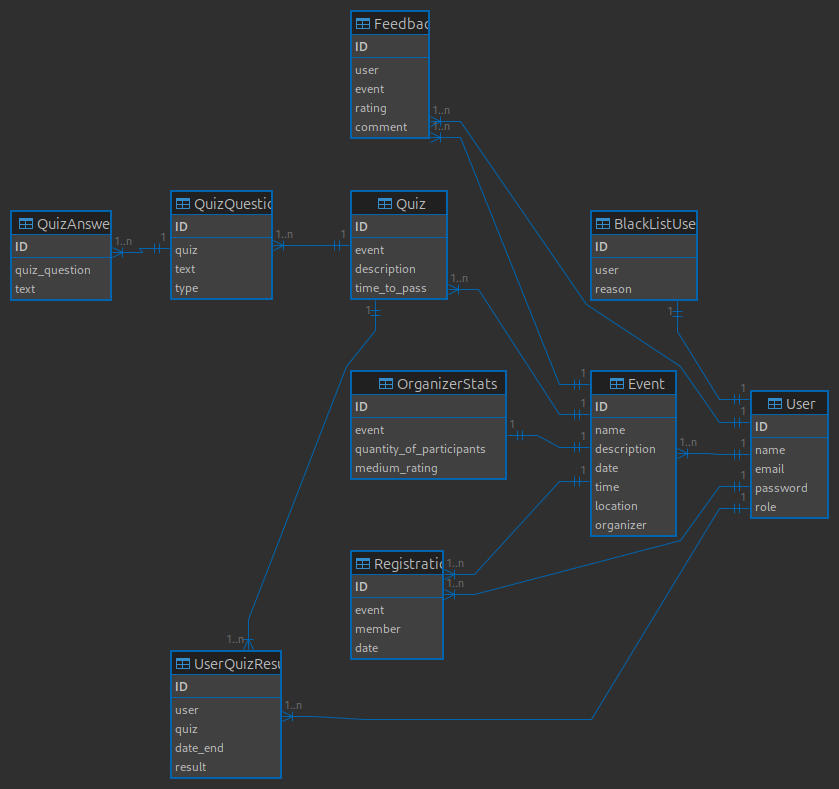 Feedbac
ID
user
event
rating
comment
1..n
1..n
QuizAnswe
ID
quiz_question
text
1..n
1
QuizQuestio
ID
quiz
text
type
1..n
1
Quiz
ID
event
description
time_to_pass
1..n
1
BlackListUse
ID
user
reason
1
OrganizerStats
ID
event
quantity_of_participants
medium_rating
1
1
1
1
1
Event
ID
name
description
date
time
location
organizer
1..n
1
1
1
1
1
User
ID
name
email
password
role
Registratio
ID
event
member
date
1..n
1..n
1..n
UserQuizResu
ID
user
quiz
date_end
result
1..n